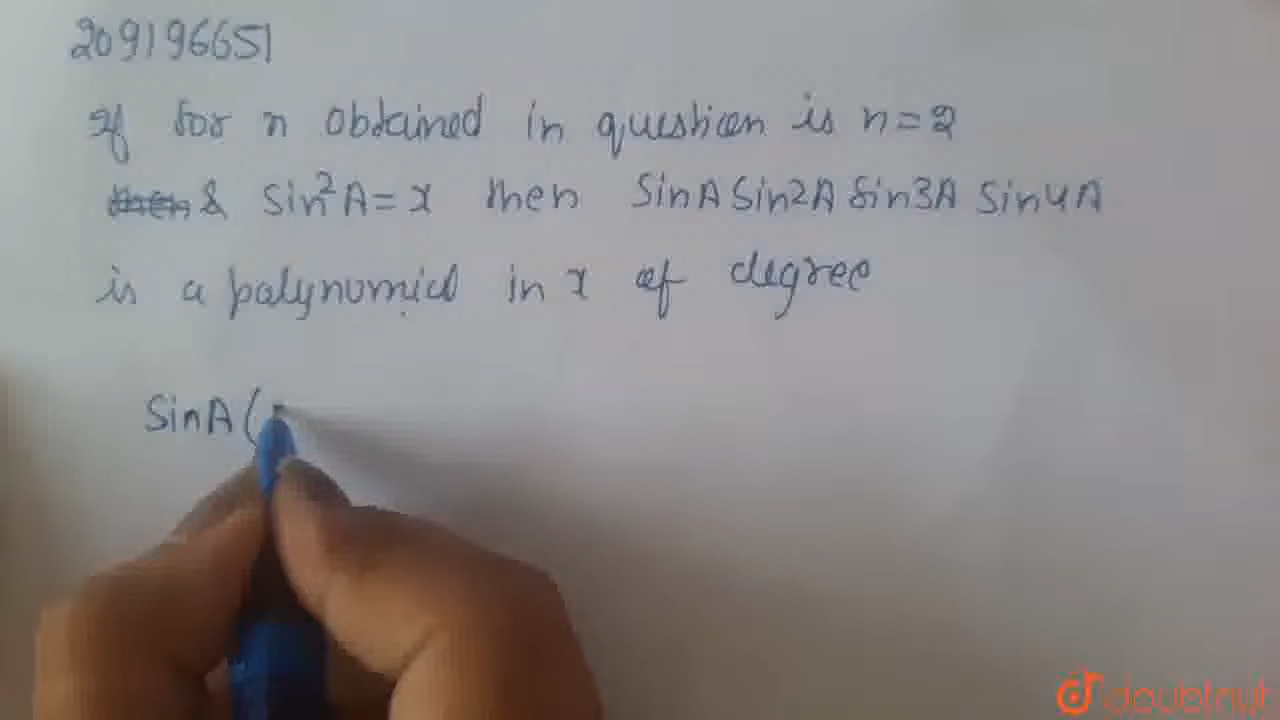 209196651
If for n obtained in question is n=2
then & Sin²A=x then SinA Sin2A Sin3A Sin4A
is a polynomial in x of degree
SinA(
doubtnut